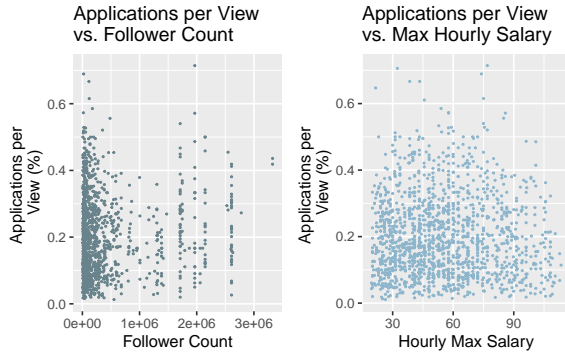 Applications per View
vs. Follower Count
Applications per
View (%)
0.6
0.4
0.2
0.0
0e+00
1e+06
2e+06
3e+06
Follower Count
Applications per View
vs. Max Hourly Salary
Applications per
View (%)
0.6
0.4
0.2
0.0
30
60
90
Hourly Max Salary